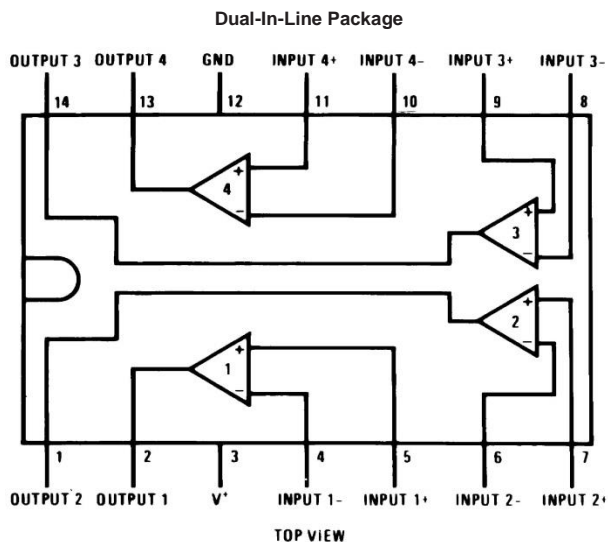 Dual-In-Line Package
OUTPUT 3 OUTPUT 4 GND INPUT 4+ INPUT 4- INPUT 3+ INPUT 3-
14 13 12 11 10 9 8
+
4
-
+
3
-
+
2
-
+
1
-
1 2 3 4 5 6 7
OUTPUT 2 OUTPUT 1 V+ INPUT 1- INPUT 1+ INPUT 2- INPUT 2+
TOP VIEW